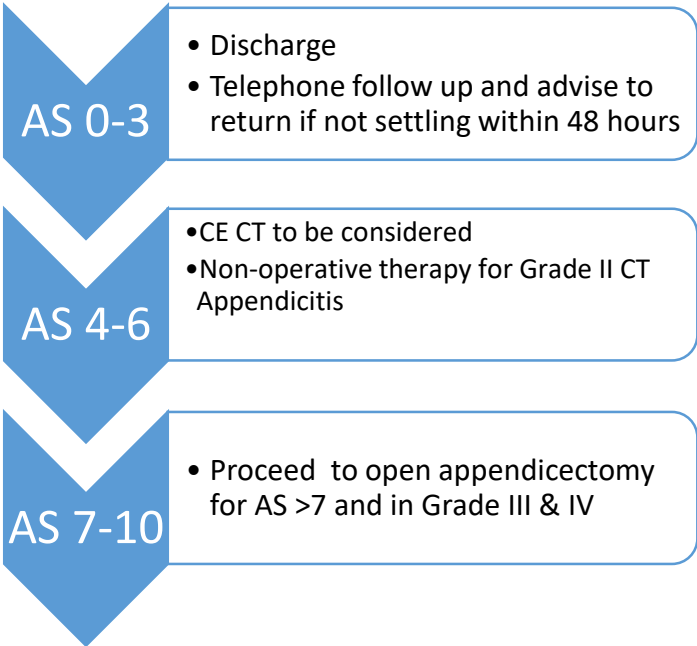 AS 0-3
• Discharge
• Telephone follow up and advise to
return if not settling within 48 hours
AS 4-6
•CE CT to be considered
•Non-operative therapy for Grade II CT
Appendicitis
AS 7-10
• Proceed  to open appendicectomy
for AS >7 and in Grade III & IV